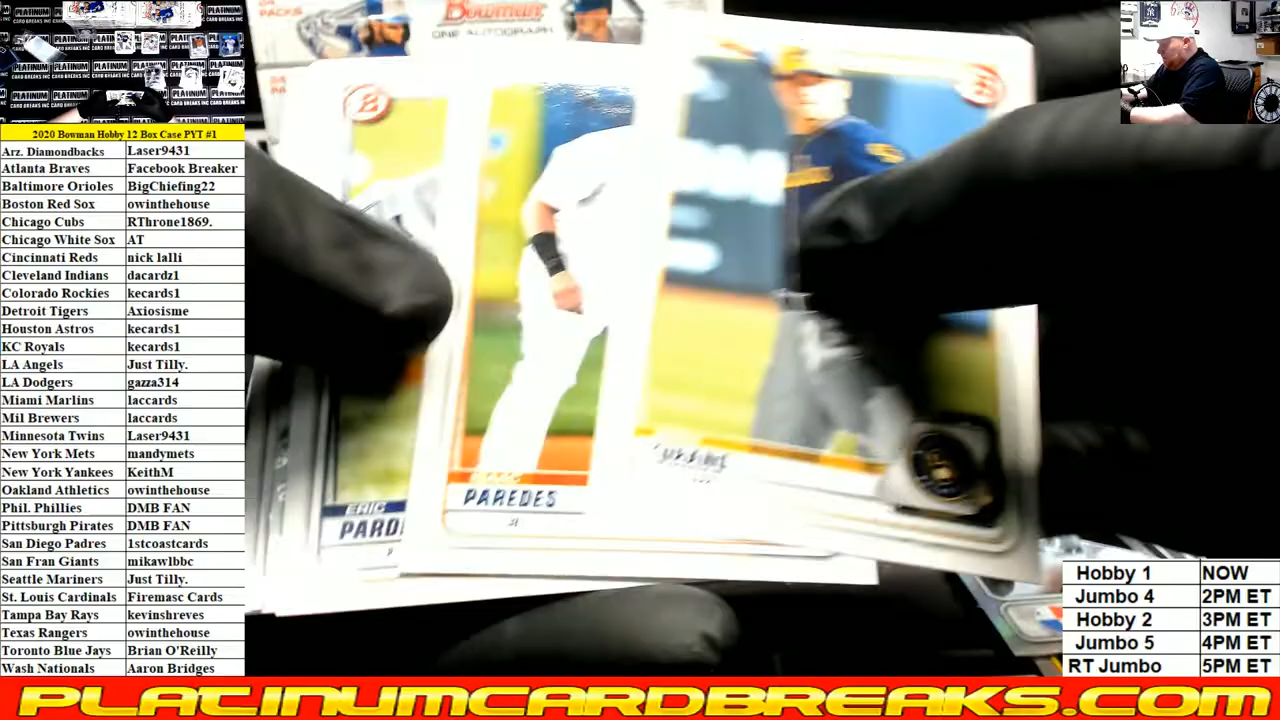 2020 Bowman Hobby 12 Box Case PYT #1
Arz. Diamondbacks Laser9431
Atlanta Braves Facebook Breaker
Baltimore Orioles BigChiefing22
Boston Red Sox owinthehouse
Chicago Cubs RThrone1869.
Chicago White Sox AT
Cincinnati Reds nick lalli
Cleveland Indians dacardz1
Colorado Rockies kecards1
Detroit Tigers Axiosisme
Houston Astros kecards1
KC Royals kecards1
LA Angels Just Tilly.
LA Dodgers gazza314
Miami Marlins laccards
Mil Brewers laccards
Minnesota Twins Laser9431
New York Mets mandymets
New York Yankees KeithM
Oakland Athletics owinthehouse
Phil. Phillies DMB FAN
Pittsburgh Pirates DMB FAN
San Diego Padres 1stcoastcards
San Fran Giants mikawlbbc
Seattle Mariners Just Tilly.
St. Louis Cardinals Firemasc Cards
Tampa Bay Rays kevinshreves
Texas Rangers owinthehouse
Toronto Blue Jays Brian O'Reilly
Wash Nationals Aaron Bridges
PACKS
Bowman
ONE AUTOGRAPH
ERIC
PARDI
PAREDES
Hobby 1 NOW
Jumbo 4 2PM ET
Hobby 2 3PM ET
Jumbo 5 4PM ET
RT Jumbo 5PM ET
PLATINUMCARDBREAKS.COM